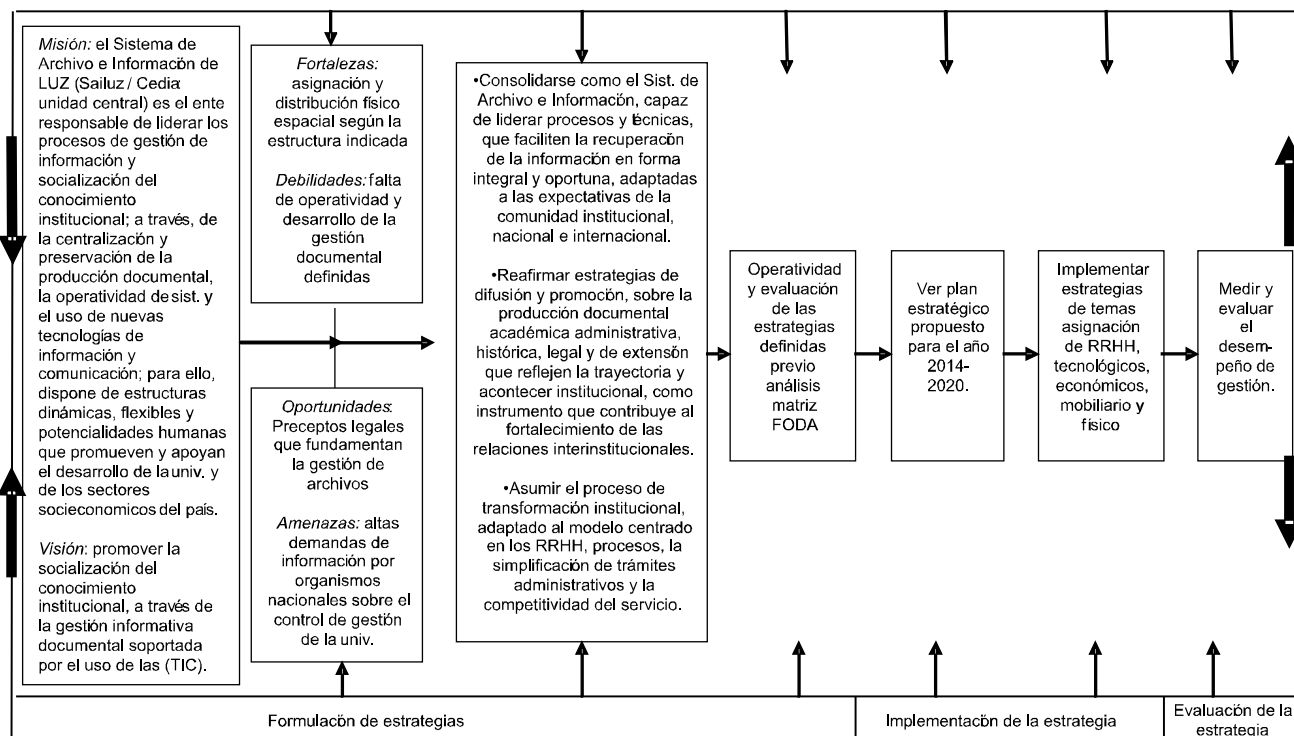 Misión: el Sistema de
Archivo e Información de
LUZ (Sailuz / Cedia
unidad central) es el ente
responsable de liderar los
procesos de gestión de
información y
socialización del
conocimiento
institucional; a través, de
la centralización y
preservación de la
producción documental,
la operatividad de sist. y
el uso de nuevas
tecnologías de
información y
comunicación; para ello,
dispone de estructuras
dinámicas, flexibles y
potencialidades humanas
que promueven y apoyan
el desarrollo de la univ. y
de los sectores
socieconomicos del país.
Visión: promover la
socialización del
conocimiento
institucional, a través de
la gestión informativa
documental soportada
por el uso de las (TIC).
Fortalezas:
asignación y
distribución físico
espacial según la
estructura indicada
Debilidades: falta
de operatividad y
desarrollo de la
gestión
documental
definidas
Oportunidades:
Preceptos legales
que fundamentan
la gestión de
archivos
Amenazas: altas
demandas de
información por
organismos
nacionales sobre el
control de gestión
de la univ.
•Consolidarse como el Sist. de
Archivo e Información, capaz
de liderar procesos y técnicas,
que faciliten la recuperación
de la información en forma
integral y oportuna, adaptadas
a las expectativas de la
comunidad institucional,
nacional e internacional.
•Reafirmar estrategias de
difusión y promoción, sobre la
producción documental
académica administrativa,
histórica, legal y de extensón
que reflejen la trayectoria y
acontecer institucional, como
instrumento que contribuye al
fortalecimiento de las
relaciones interinstitucionales.
•Asumir el proceso de
transformación institucional,
adaptado al modelo centrado
en los RRHH, procesos, la
simplificación de trámites
administrativos y la
competitividad del servicio.
Operatividad
y evaluación
de las
estrategias
definidas
previo
análisis
matriz
FODA
Ver plan
estratégico
propuesto
para el año
2014-
2020.
Implementar
estrategias
de temas
asignación
de RRHH,
tecnológicos,
económicos,
mobiliario y
físico
Medir y
evaluar el
el
desem-
peño de
gestión.
Formulacón de estrategias
Implementacón de la estrategia
Evaluación de la
estrategia